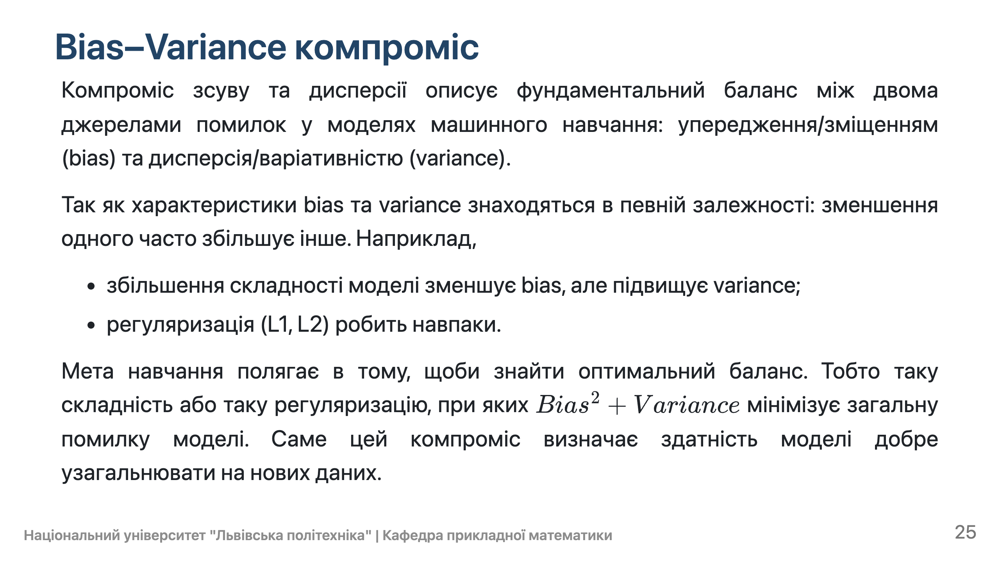 Bias–Variance компроміс
Компроміс зсуву та дисперсії описує фундаментальний баланс між двома
джерелами помилок у моделях машинного навчання: упередження/зміщенням
(bias) та дисперсія/варіативністю (variance).
Так як характеристики bias та variance знаходяться в певній залежності: зменшення
одного часто збільшує інше. Наприклад,
• збільшення складності моделі зменшує bias, але підвищує variance;
• регуляризація (L1, L2) робить навпаки.
Мета навчання полягає в тому, щоби знайти оптимальний баланс. Тобто таку
складність або таку регуляризацію, при яких Bias² + Variance мінімізує загальну
помилку моделі. Саме цей компроміс визначає здатність моделі добре
узагальнювати на нових даних.
Національний університет "Львівська політехніка" | Кафедра прикладної математики
25